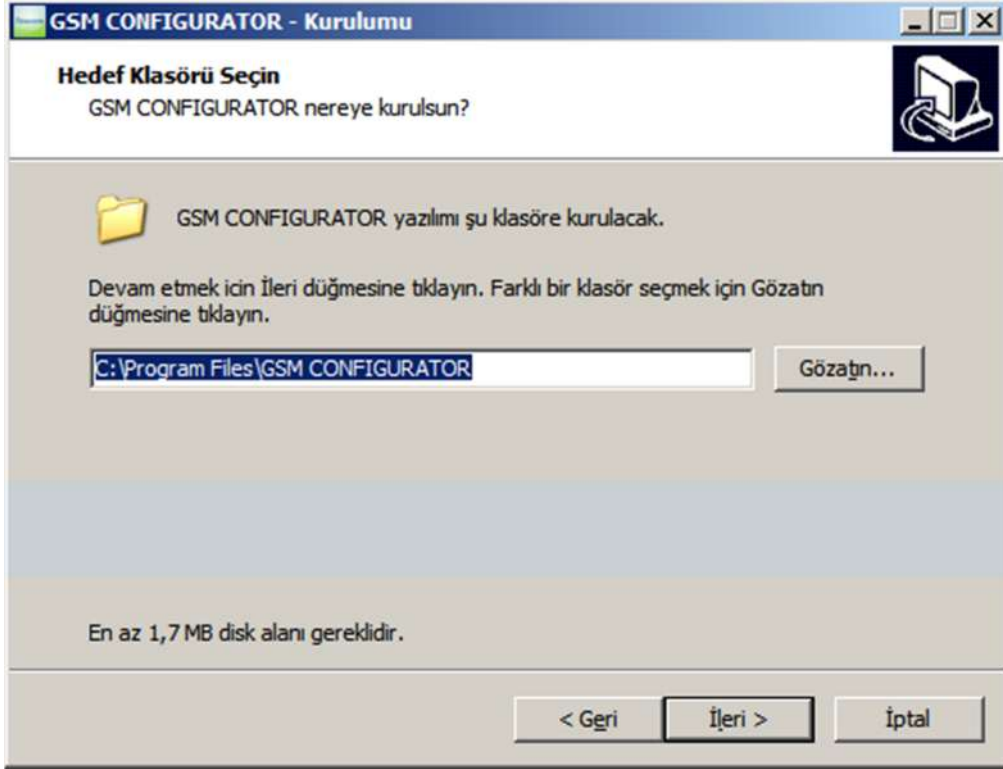 GSM CONFIGURATOR - Kurulumu
Hedef Klasörü Seçin
GSM CONFIGURATOR nereye kurulsun?
GSM CONFIGURATOR yazılımı şu klasöre kurulacak.
Devam etmek icin İleri düğmesine tıklayın. Farklı bir klasör seçmek için Gözatın
düğmesine tıklayın.
C:\Program Files\GSM CONFIGURATOR
Gözatın...
En az 1,7 MB disk alanı gereklidir.
< Geri
İleri >
İptal